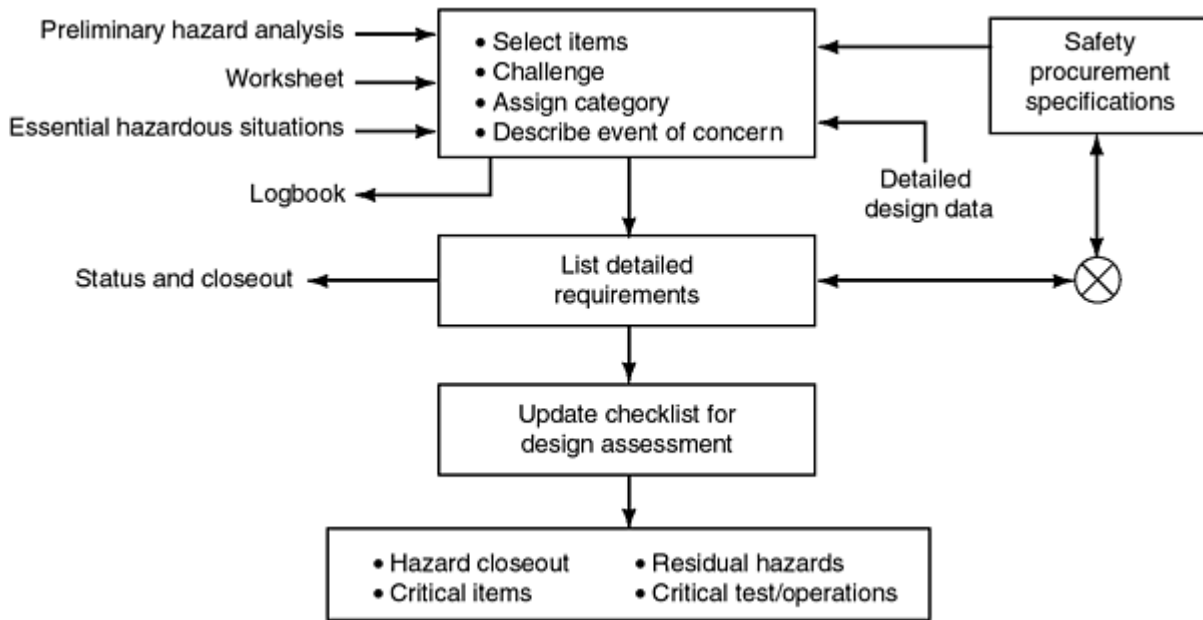 Preliminary hazard analysis
Worksheet
Essential hazardous situations
Logbook
• Select items
• Challenge
• Assign category
• Describe event of concern
Safety
procurement
specifications
Detailed
design data
Status and closeout
List detailed
requirements
Update checklist for
design assessment
• Hazard closeout
• Critical items
• Residual hazards
• Critical test/operations